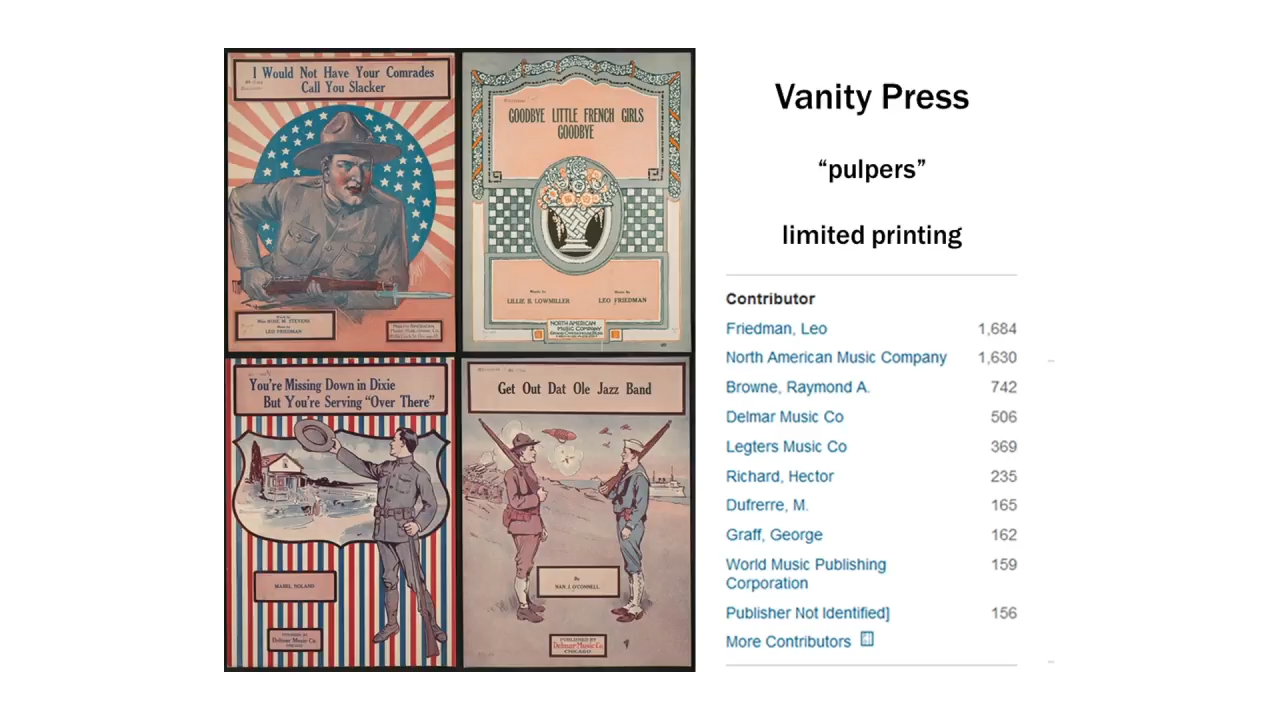 I Would Not Have Your Comrades
Call You Slacker
LEO FRIEDMAN
GOODBYE LITTLE FRENCH GIRLS
GOODBYE
LILLIE B. LOWMILLER
LEO FRIEDMAN
NORTH AMERICAN
MUSIC COMPANY
You're Missing Down in Dixie
But You're Serving "Over There"
PUBLISHED BY
Delmar Music Co.
CHICAGO
Get Out Dat Ole Jazz Band
By
NAN J. O'CONNELL
PUBLISHED BY
Delmar Music Co.
CHICAGO
Vanity Press
“pulpers”
limited printing
Contributor
Friedman, Leo 1,684
North American Music Company 1,630
Browne, Raymond A. 742
Delmar Music Co 506
Legters Music Co 369
Richard, Hector 235
Dufrerre, M. 165
Graff, George 162
World Music Publishing 159
Corporation
Publisher Not Identified] 156
More Contributors